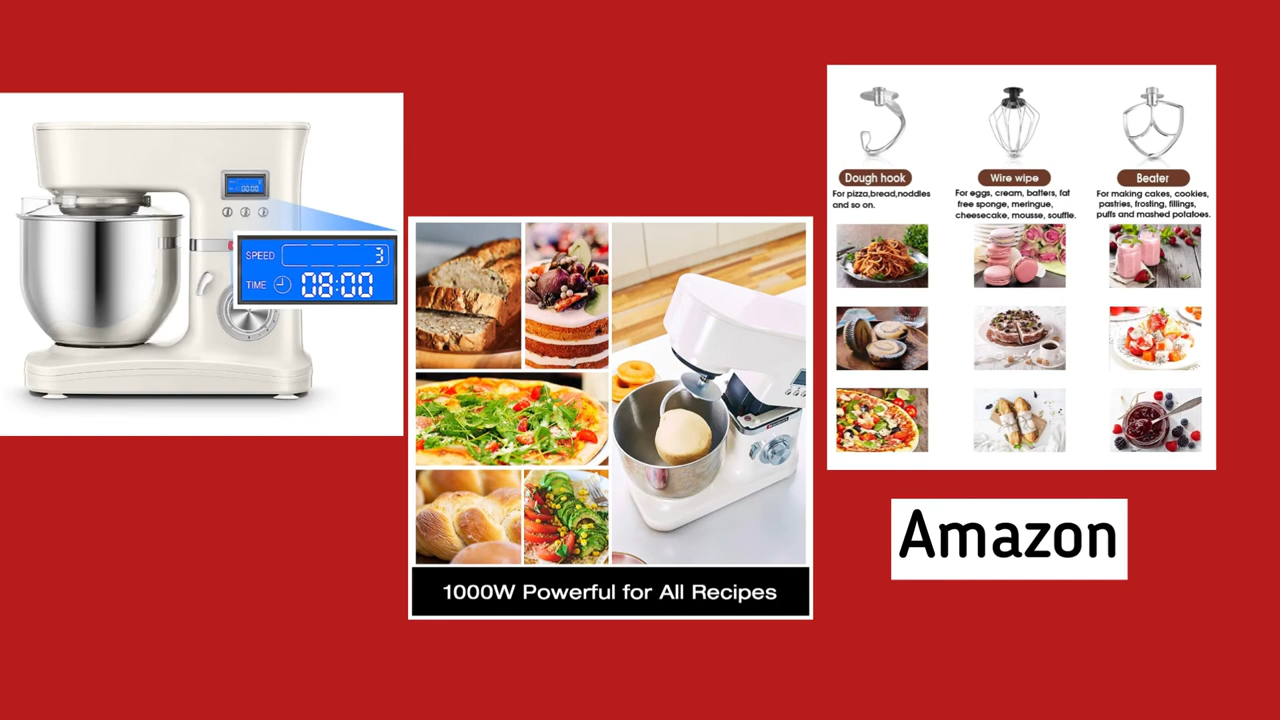 SPEED 3
TIME 08:00
1000W Powerful for All Recipes
Dough hook
For pizza,bread,noddles
and so on.
Wire wipe
For eggs, cream, batters, fat
free sponge, meringue,
cheesecake, mousse, souffle.
Beater
For making cakes, cookies,
pastries, frosting, fillings,
puffs and mashed potatoes.
Amazon